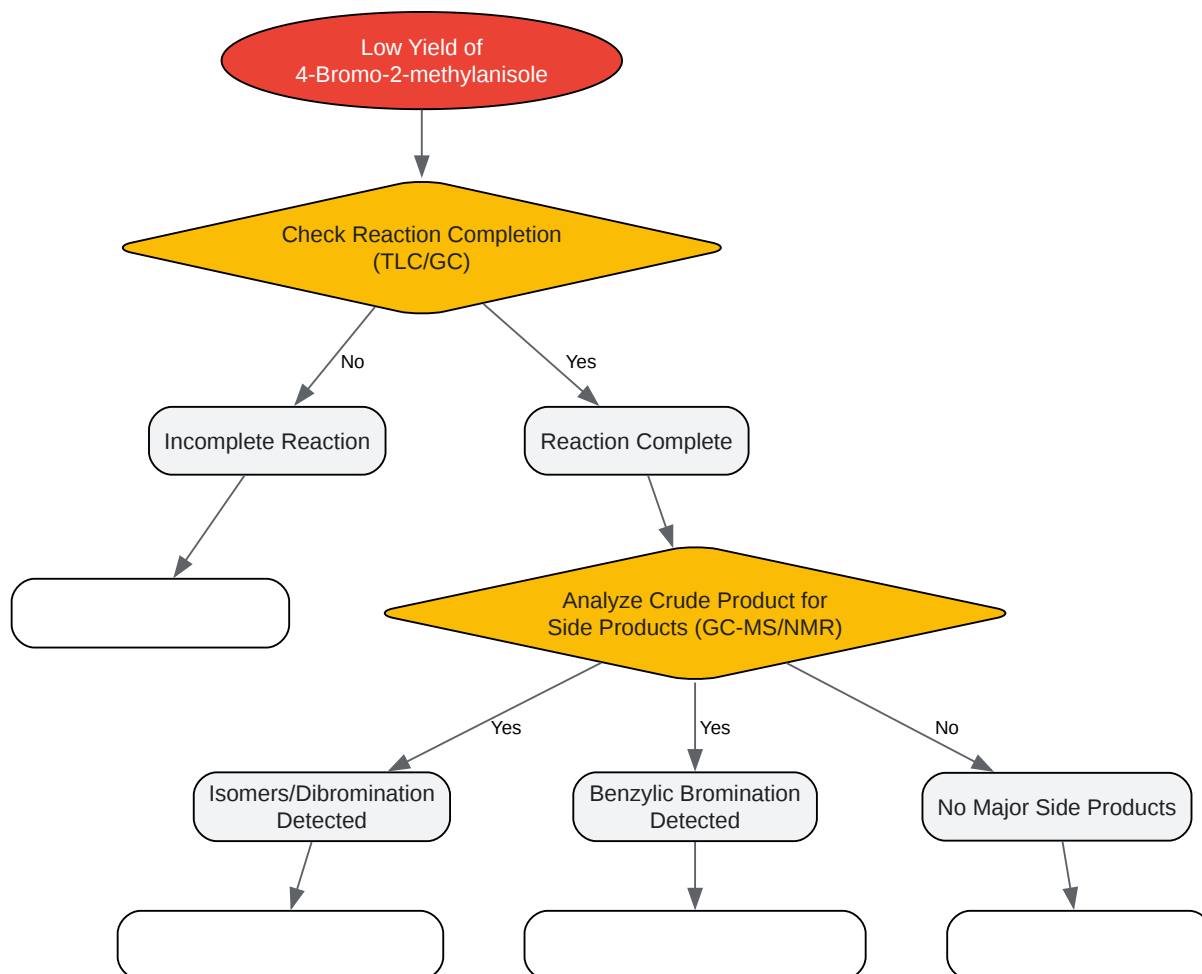 Low Yield of
4-Bromo-2-methylanisole
Check Reaction Completion
(TLC/GC)
No
Yes
Incomplete Reaction
Reaction Complete
Analyze Crude Product for
Side Products (GC-MS/NMR)
Yes
Yes
No
Isomers/Dibromination
Detected
Benzylic Bromination
Detected
No Major Side Products